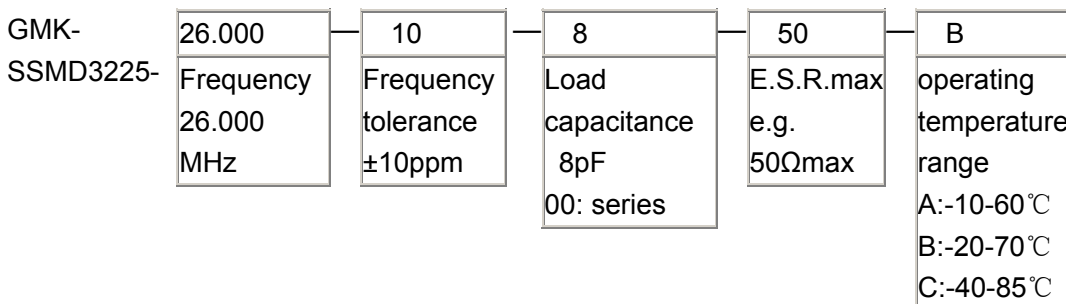 GMK-
SSMD3225-
26.000 — 10 — 8 — 50 — B
Frequency
26.000
MHz
Frequency
tolerance
±10ppm
Load
capacitance
8pF
00: series
E.S.R.max
e.g.
50Ωmax
operating
temperature
range
A:-10-60℃
B:-20-70℃
C:-40-85℃